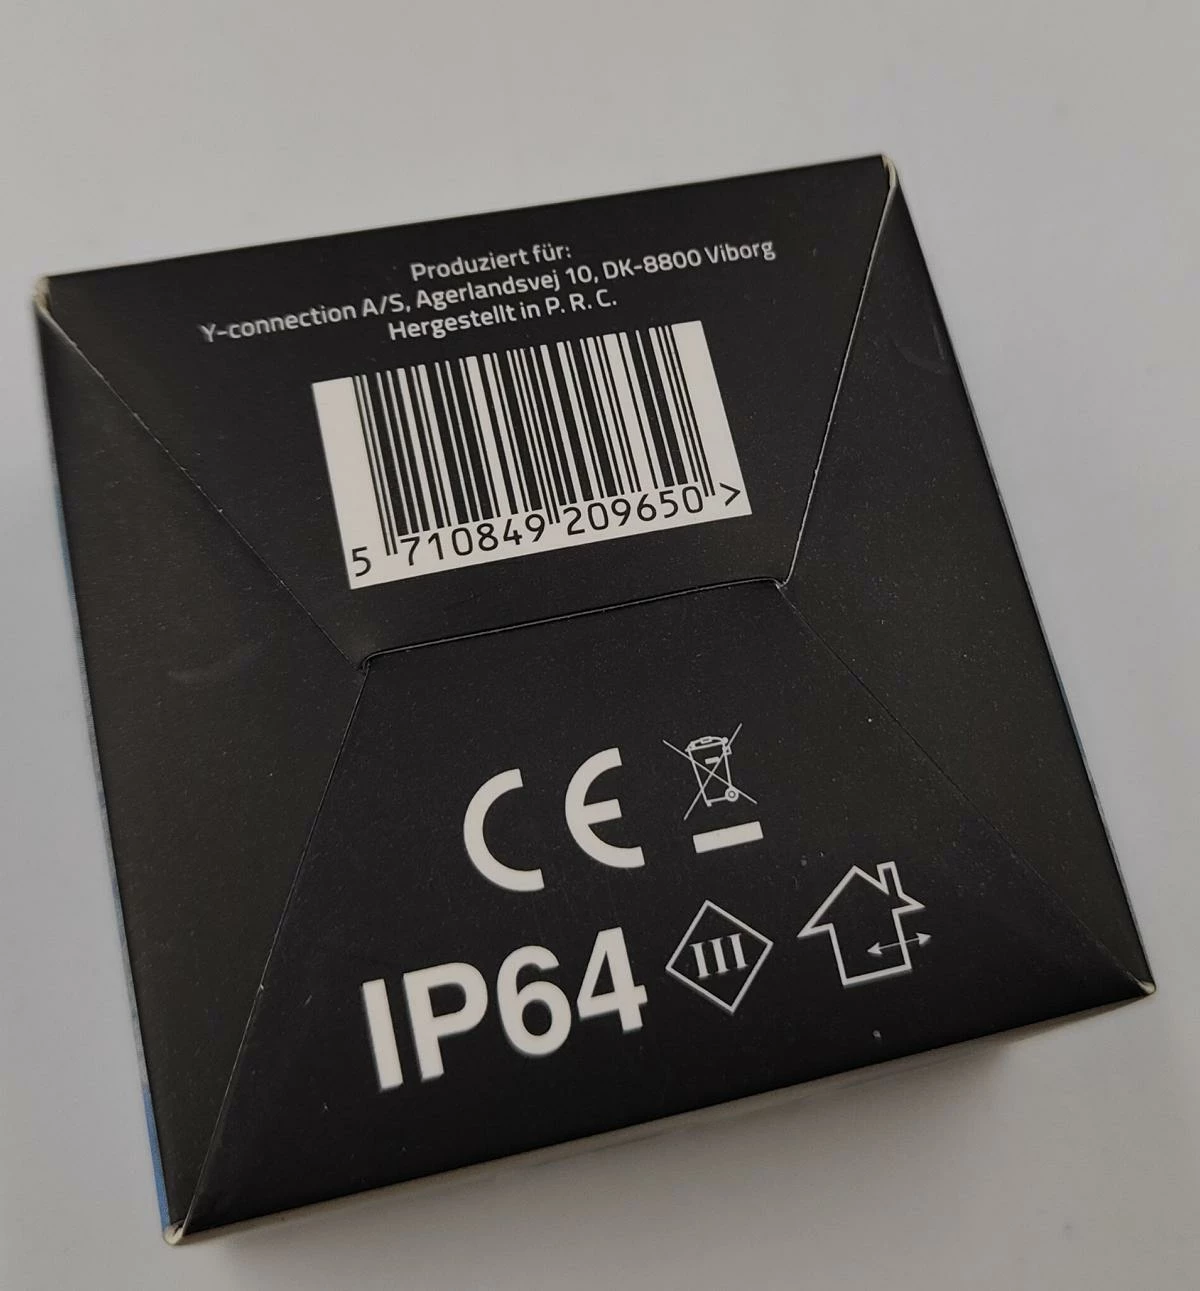 Produziert für:
Y-connection A/S, Agerlandsvej 10, DK-8800 Viborg
Hergestellt in P. R. C.
5 710849 209650 >
CE
IP64 III